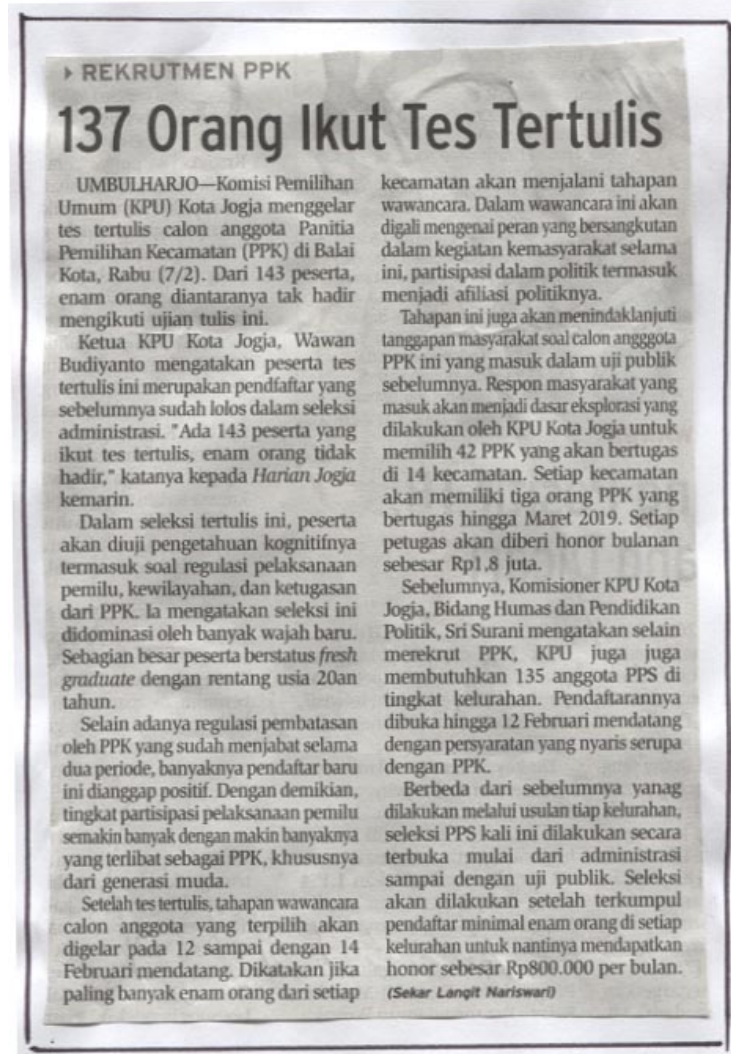 REKRUTMEN PPK
137 Orang Ikut Tes Tertulis
UMBULHARJO—Komisi Pemilihan
Umum (KPU) Kota Jogja menggelar
tes tertulis calon anggota Panitia
Pemilihan Kecamatan (PPK) di Balai
Kota, Rabu (7/2). Dari 143 peserta,
enam orang diantaranya tak hadir
mengikuti ujian tulis ini.
Ketua KPU Kota Jogja, Wawan
Budiyanto mengatakan peserta tes
tertulis ini merupakan pendfaftar yang
sebelumnya sudah lolos dalam seleksi
administrasi. "Ada 143 peserta yang
ikut tes tertulis, enam orang tidak
hadir," katanya kepada Harian Jogja
kemarin.
Dalam seleksi tertulis ini, peserta
akan diuji pengetahuan kognitifnya
termasuk soal regulasi pelaksanaan
pemilu, kewilayahan, dan ketugasan
dari PPK. Ia mengatakan seleksi ini
didominasi oleh banyak wajah baru.
Sebagian besar peserta berstatus fresh
graduate dengan rentang usia 20an
tahun.
Selain adanya regulasi pembatasan
oleh PPK yang sudah menjabat selama
dua periode, banyaknya pendaftar baru
ini dianggap positif. Dengan demikian,
tingkat partisipasi pelaksanaan pemilu
semakin banyak dengan makin banyaknya
yang terlibat sebagai PPK, khususnya
dari generasi muda.
Setelah tes tertulis, tahapan wawancara
calon anggota yang terpilih akan
digelar pada 12 sampai dengan 14
Februari mendatang. Dikatakan jika
paling banyak enam orang dari setiap
kecamatan akan menjalani tahapan
wawancara. Dalam wawancara ini akan
digali mengenai peran yang bersangkutan
dalam kegiatan kemasyarakat selama
ini, partisipasi dalam politik termasuk
menjadi afiliasi politiknya.
Tahapan ini juga akan menindaklanjuti
tanggapan masyarakat soal calon angggota
PPK ini yang masuk dalam uji publik
sebelumnya. Respon masyarakat yang
masuk akan menjadi dasar eksplorasi yang
dilakukan oleh KPU Kota Jogja untuk
memilih 42 PPK yang akan bertugas
di 14 kecamatan. Setiap kecamatan
akan memiliki tiga orang PPK yang
bertugas hingga Maret 2019. Setiap
petugas akan diberi honor bulanan
sebesar Rp1,8 juta.
Sebelumnya, Komisioner KPU Kota
Jogja, Bidang Humas dan Pendidikan
Politik, Sri Surani mengatakan selain
merekrut PPK, KPU juga juga
membutuhkan 135 anggota PPS di
tingkat kelurahan. Pendaftarannya
dibuka hingga 12 Februari mendatang
dengan persyaratan yang nyaris serupa
dengan PPK.
Berbeda dari sebelumnya yanag
dilakukan melalui usulan tiap kelurahan,
seleksi PPS kali ini dilakukan secara
terbuka mulai dari administrasi
sampai dengan uji publik. Seleksi
akan dilakukan setelah terkumpul
pendaftar minimal enam orang di setiap
kelurahan untuk nantinya mendapatkan
honor sebesar Rp800.000 per bulan.
(Sekar Langit Nariswari)